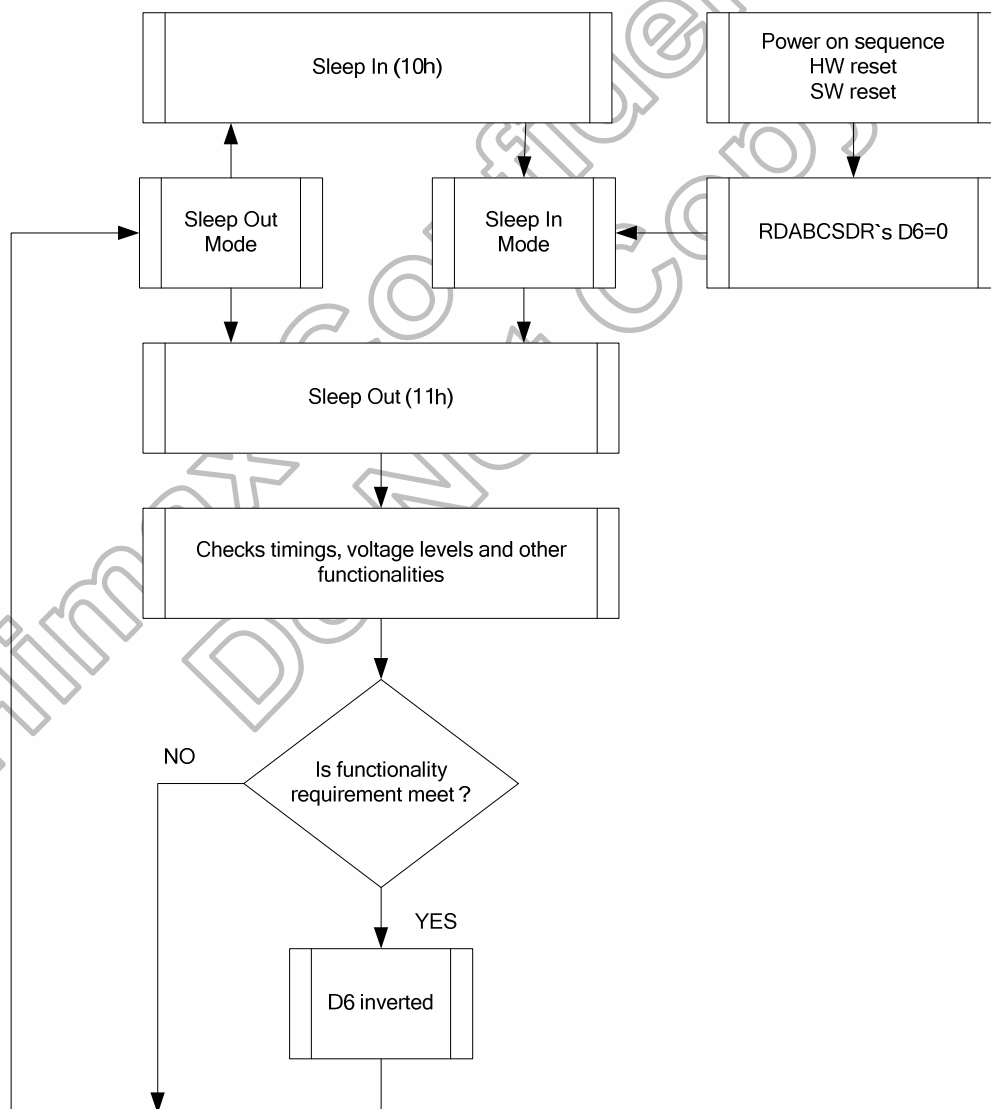 Sleep In (10h)
Power on sequence
HW reset
SW reset
Sleep Out
Mode
Sleep In
Mode
RDABCSDR`s D6=0
Sleep Out (11h)
Checks timings, voltage levels and other
functionalities
NO
Is functionality
requirement meet ?
YES
D6 inverted